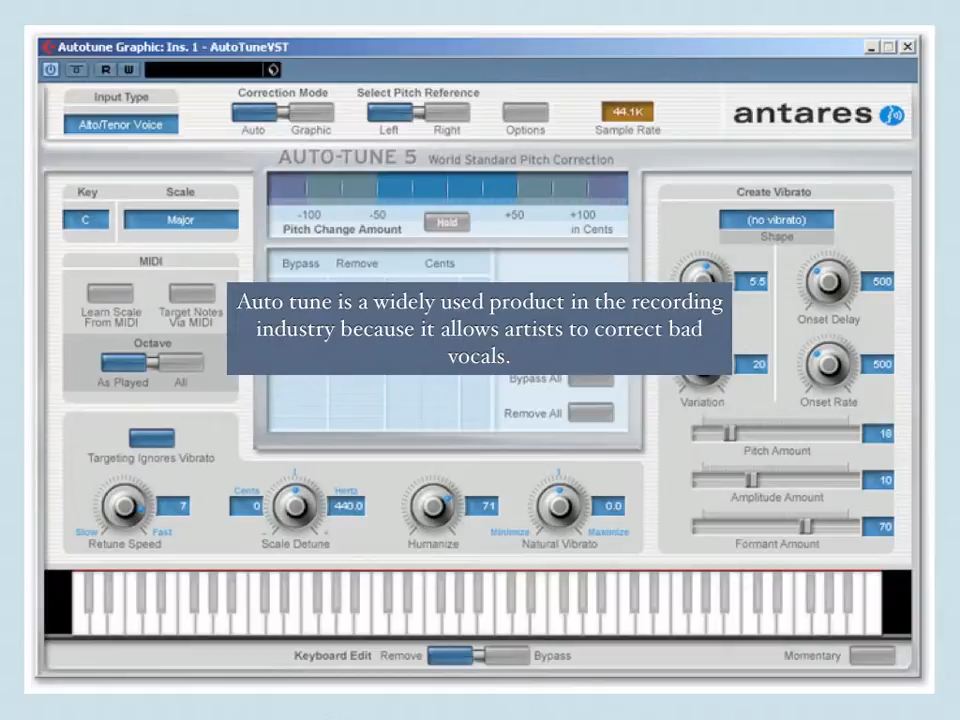 Autotune Graphic: Ins. 1 - AutoTuneVST
R W
Input Type
Alto/Tenor Voice
Correction Mode
Auto Graphic
Select Pitch Reference
Left Right
Options
44.1K
Sample Rate
antares
AUTO-TUNE 5 World Standard Pitch Correction
Key Scale
C Major
-100 -50 Hold +50 +100
Pitch Change Amount in Cents
MIDI
Learn Scale From MIDI
Target Notes Via MIDI
Octave
As Played All
Bypass Remove Cents
Auto tune is a widely used product in the recording
industry because it allows artists to correct bad
vocals.
Bypass All
Remove All
Create Vibrato
(no vibrato)
Shape
5.5 500
Onset Delay
20 500
Variation Onset Rate
18
Pitch Amount
10
Amplitude Amount
70
Formant Amount
Targeting Ignores Vibrato
7
Slow Fast
Retune Speed
Cents Hertz
0 440.0
Scale Detune
71
Humanize
0.0
Minimize Maximize
Natural Vibrato
Keyboard Edit Remove Bypass
Momentary